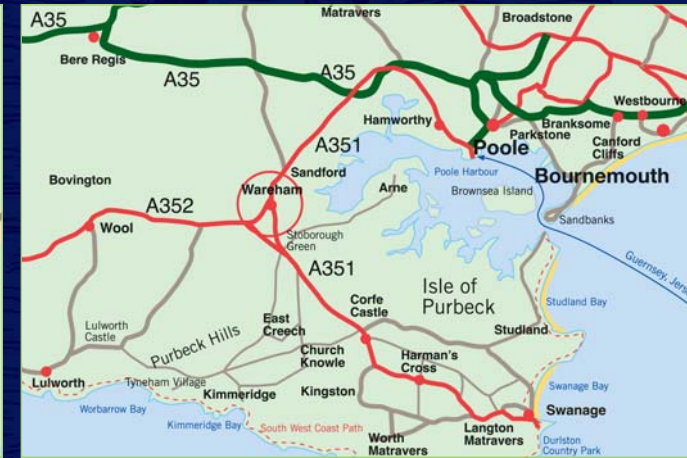 A35
Matravers
Broadstone
Bere Regis
A35
A35
Westbourne
Hamworthy
Branksome
Parkstone
Canford
Cliffs
A351
Poole
Sandford
Poole Harbour
Bournemouth
Bovington
Wareham
Arne
Brownsea Island
A352
Sandbanks
Wool
Stoborough
Green
A351
Isle of
Purbeck
Guernsey, Jers
Corfe
Castle
Studland Bay
East
Creech
Lulworth
Castle
Purbeck Hills
Studland
Church
Knowle
Harman's
Cross
Lulworth
Tyneham Village
Kimmeridge
Kingston
Swanage Bay
Worbarrow Bay
Swanage
Kimmeridge Bay
South West Coast Path
Langton
Matravers
Worth
Matravers
Durlston
Country Park